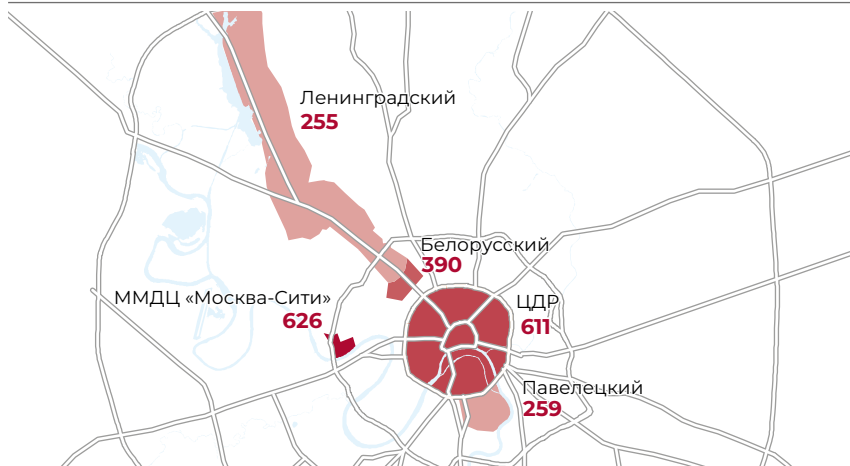 Ленинградский
255
Белорусский
390
ММДЦ «Москва-Сити»
626
ЦДР
611
Павелецкий
259